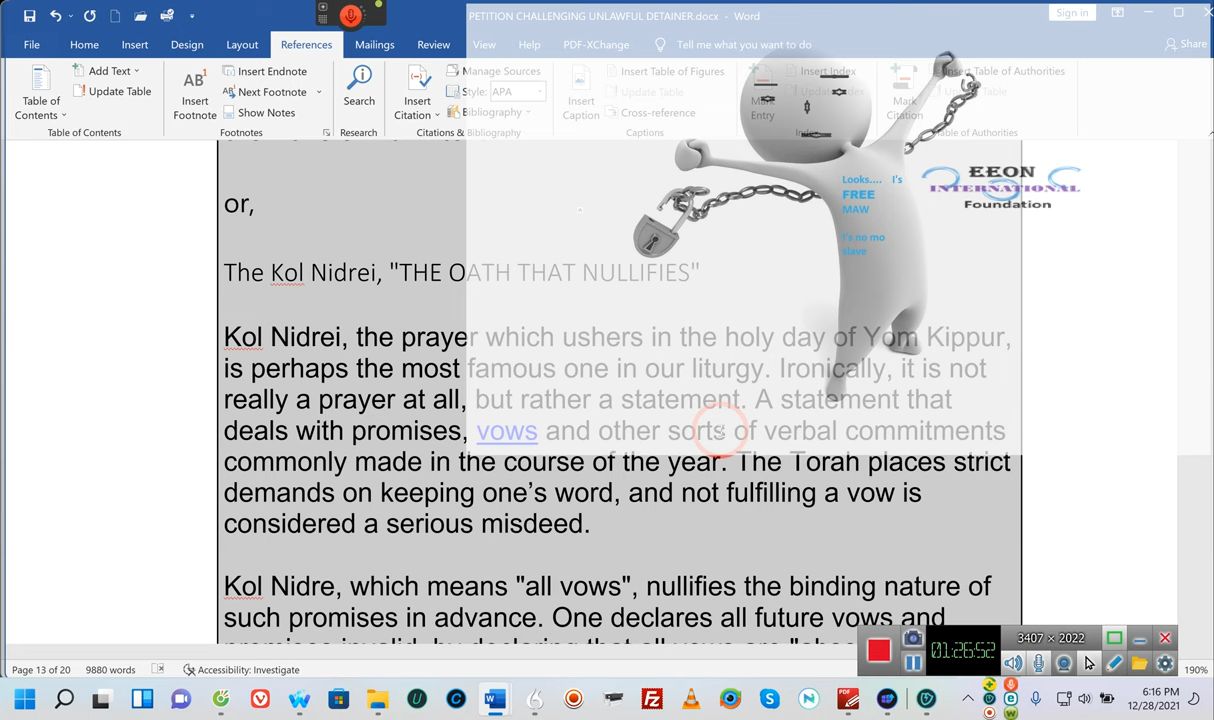 PETITION CHALLENGING UNLAWFUL DETAINER.docx - Word
Sign in
File Home Insert Design Layout References Mailings Review View Help PDF-XChange Tell me what you want to do Share
Table of Contents
Add Text
Update Table
Table of Contents
AB1 Insert Footnote
Insert Endnote
Next Footnote
Show Notes
Footnotes
Search
Research
Insert Citation
Manage Sources
Style: APA
Bibliography
Citations & Bibliography
Insert Caption
Insert Table of Figures
Update Table
Cross-reference
Captions
Mark Entry
Insert Index
Update Index
Mark Citation
Insert Table of Authorities
Update Table
Table of Authorities
Looks.... I's
FREE
MAW
I's no mo
slave
EEON
INTERNATIONAL
Foundation
or,
The Kol Nidrei, "THE OATH THAT NULLIFIES"
Kol Nidrei, the prayer which ushers in the holy day of Yom Kippur,
is perhaps the most famous one in our liturgy. Ironically, it is not
really a prayer at all, but rather a statement. A statement that
deals with promises, vows and other sorts of verbal commitments
commonly made in the course of the year. The Torah places strict
demands on keeping one's word, and not fulfilling a vow is
considered a serious misdeed.
Kol Nidre, which means "all vows", nullifies the binding nature of
such promises in advance. One declares all future vows and
01:26:52
3407 × 2022
Page 13 of 20 9880 words Accessibility: Investigate 190%
6:16 PM
12/28/2021